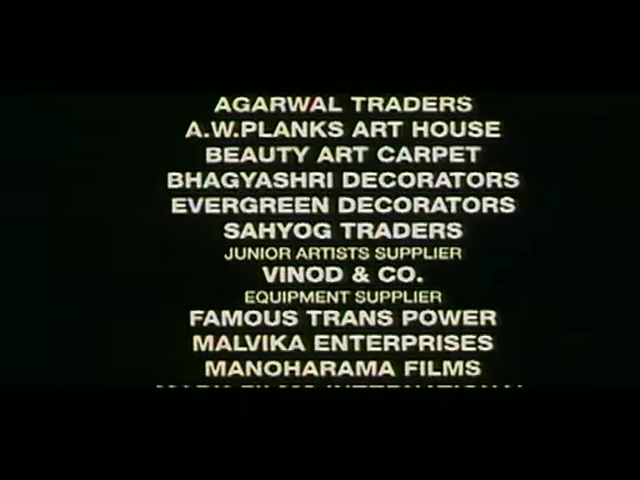 AGARWAL TRADERS
A.W.PLANKS ART HOUSE
BEAUTY ART CARPET
BHAGYASHRI DECORATORS
EVERGREEN DECORATORS
SAHYOG TRADERS
JUNIOR ARTISTS SUPPLIER
VINOD & CO.
EQUIPMENT SUPPLIER
FAMOUS TRANS POWER
MALVIKA ENTERPRISES
MANOHARAMA FILMS